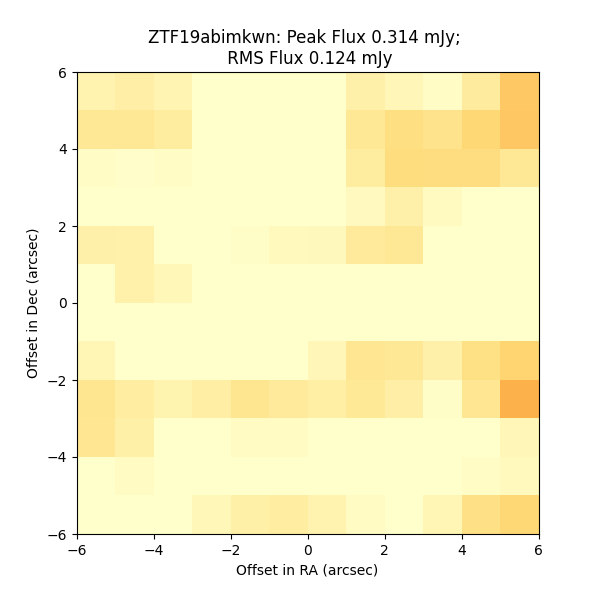 ZTF19abimkwn: Peak Flux 0.314 mJy;
RMS Flux 0.124 mJy
6
4
2
0
−2
−4
−6
Offset in Dec (arcsec)
−6 −4 −2 0 2 4 6
Offset in RA (arcsec)